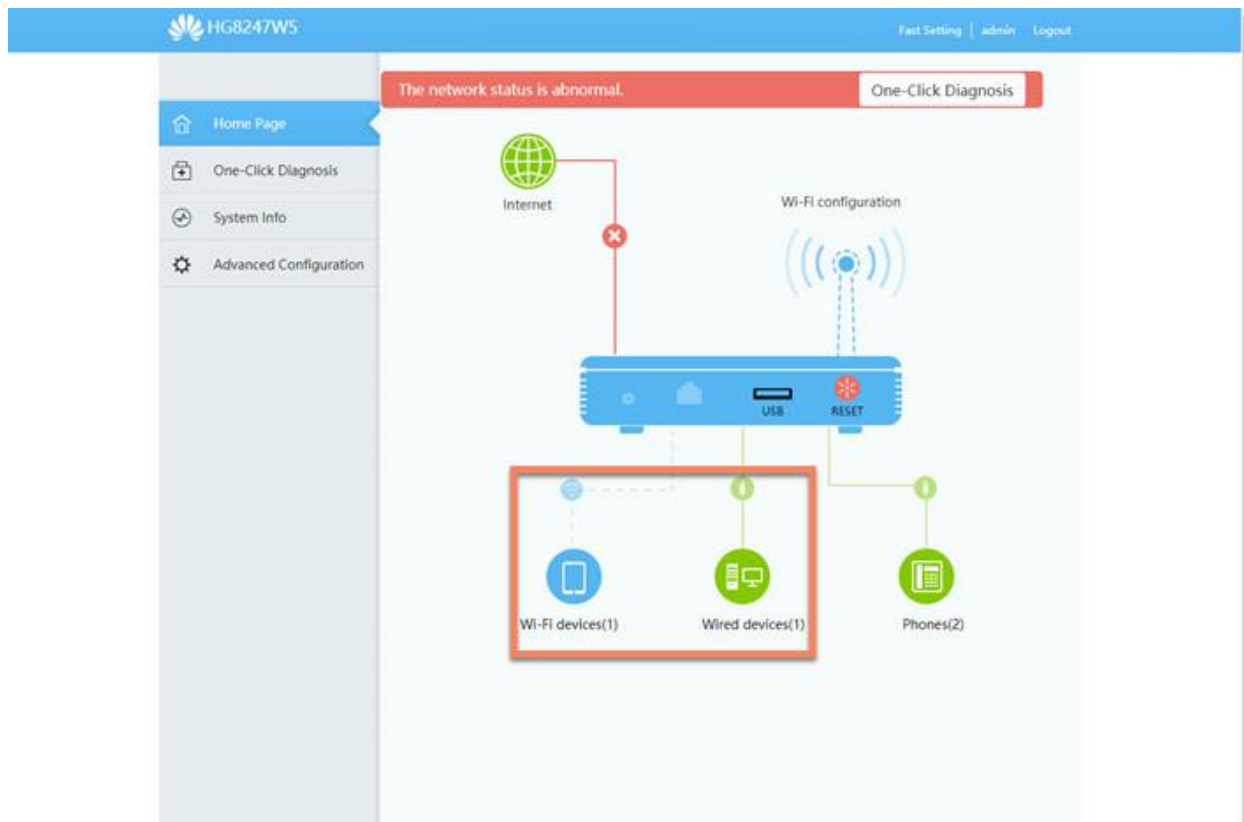 HG8247W5
Fast Setting | admin Logout
The network status is abnormal.
One-Click Diagnosis
Home Page
One-Click Diagnosis
System Info
Advanced Configuration
Internet
Wi-Fi configuration
USB
RESET
Wi-Fi devices(1)
Wired devices(1)
Phones(2)